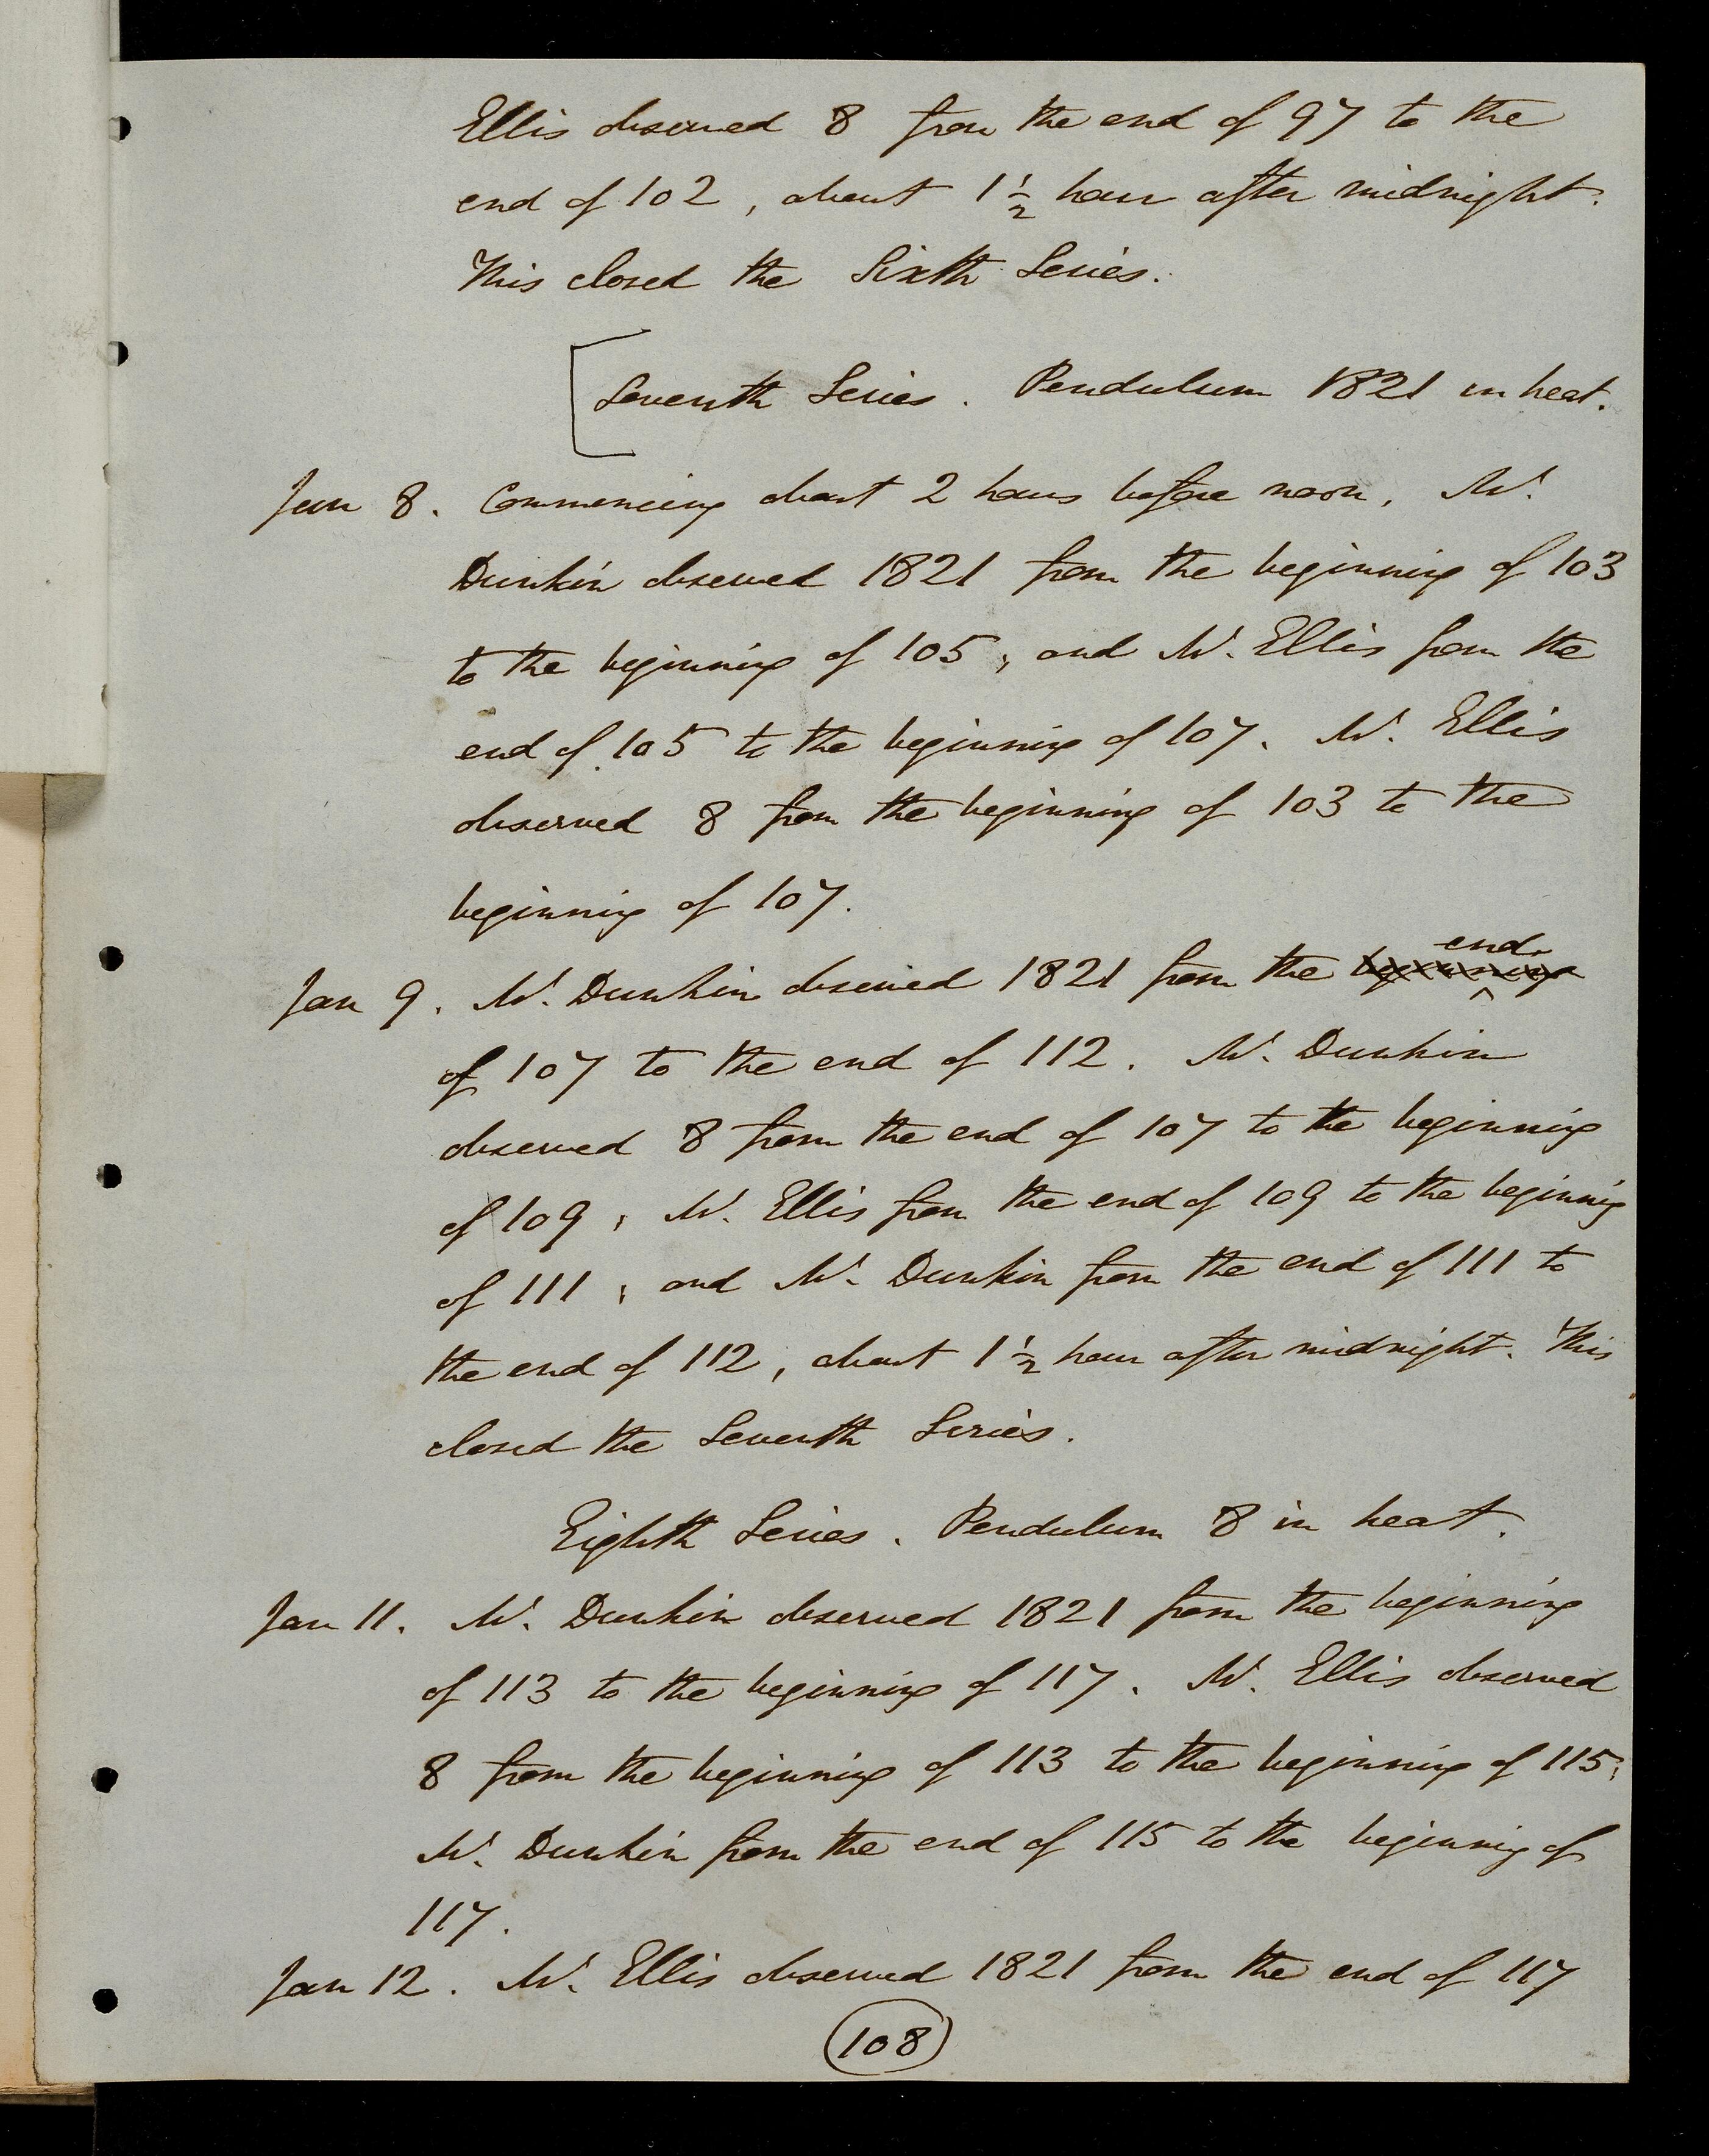 Ellis observed 8 from the end of 97 to the
end of 102, about 1 1/2 hour after midnight.
This closed the Sixth Series.
[Seventh Series. Pendulum 1821 in heat.
Jan 8. Commencing about 2 hours before noon, Mr.
Dunkin observed 1821 from the beginning of 103
to the beginning of 105; and Mr. Ellis from the
end of 105 to the beginning of 107. Mr. Ellis
observed 8 from the beginning of 103 to the
beginning of 107.
end
Jan 9. Mr. Dunkin observed 1821 from the beginning
of 107 to the end of 112. Mr. Dunkin
observed 8 from the end of 107 to the beginning
of 109; Mr. Ellis from the end of 109 to the beginning
of 111; and Mr. Dunkin from the end of 111 to
the end of 112, about 1 1/2 hour after midnight. This
closed the Seventh Series.
Eighth Series. Pendulum 8 in heat.
Jan 11. Mr. Dunkin observed 1821 from the beginning
of 113 to the beginning of 117. Mr. Ellis observed
8 from the beginning of 113 to the beginning of 115;
Mr. Dunkin from the end of 115 to the beginning of
117.
Jan 12. Mr. Ellis observed 1821 from the end of 117
108